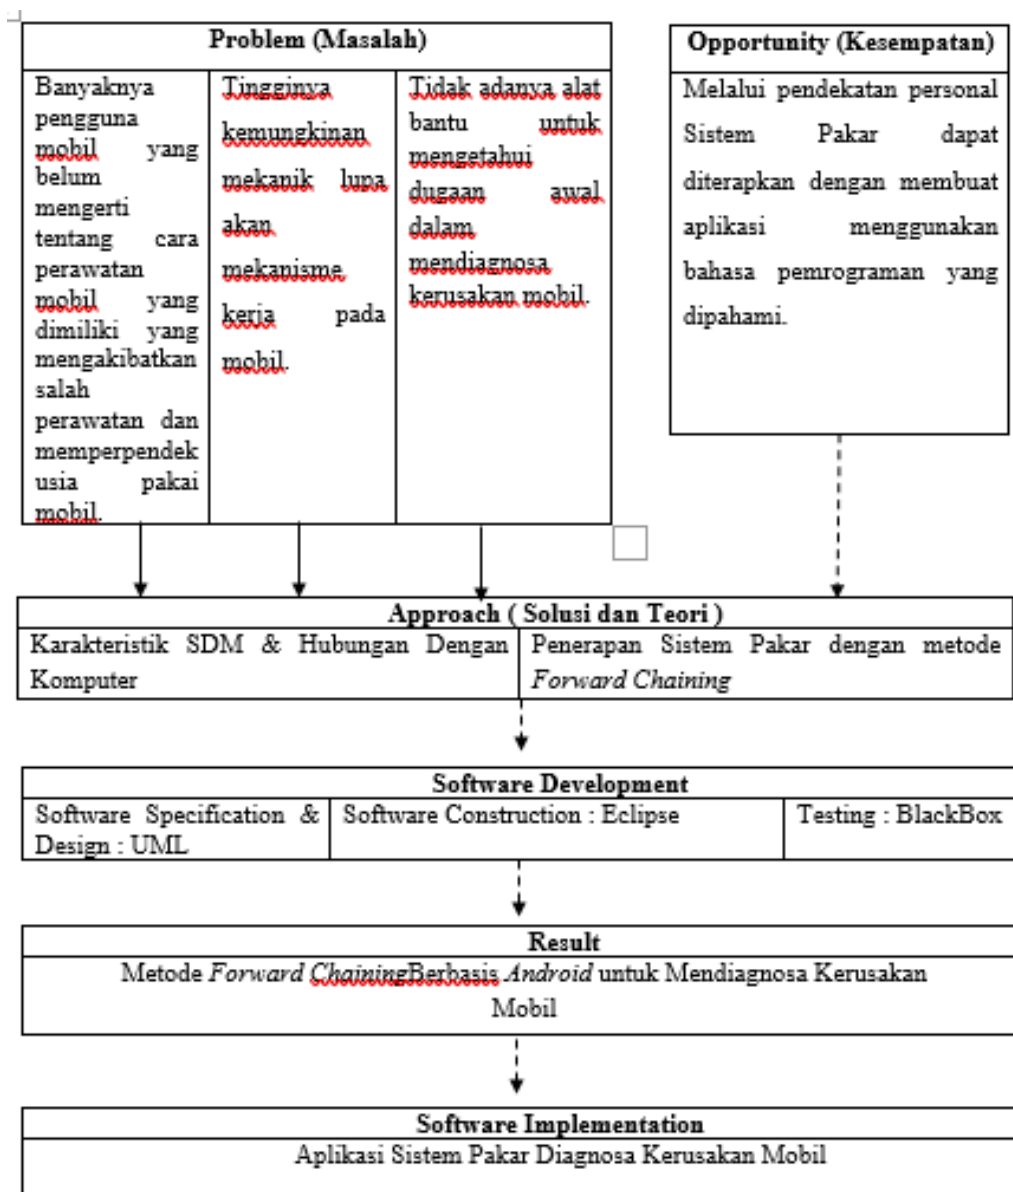 Problem (Masalah)
Banyaknya
pengguna
mobil yang
belum
mengerti
tentang cara
perawatan
mobil yang
dimiliki yang
mengakibatkan
salah
perawatan dan
memperpendek
usia pakai
mobil.
Tingginya
kemungkinan
mekanik lupa
akan
mekanisme
kerja pada
mobil.
Tidak adanya alat
bantu untuk
mengetahui
dugaan awal
dalam
mendiagnosa
kerusakan mobil.
Opportunity (Kesempatan)
Melalui pendekatan personal
Sistem Pakar dapat
diterapkan dengan membuat
aplikasi menggunakan
bahasa pemrograman yang
dipahami.
Approach ( Solusi dan Teori )
Karakteristik SDM & Hubungan Dengan
Komputer
Penerapan Sistem Pakar dengan metode
Forward Chaining
Software Development
Software Specification &
Design : UML
Software Construction : Eclipse
Testing : BlackBox
Result
Metode Forward ChainingBerbasis Android untuk Mendiagnosa Kerusakan
Mobil
Software Implementation
Aplikasi Sistem Pakar Diagnosa Kerusakan Mobil